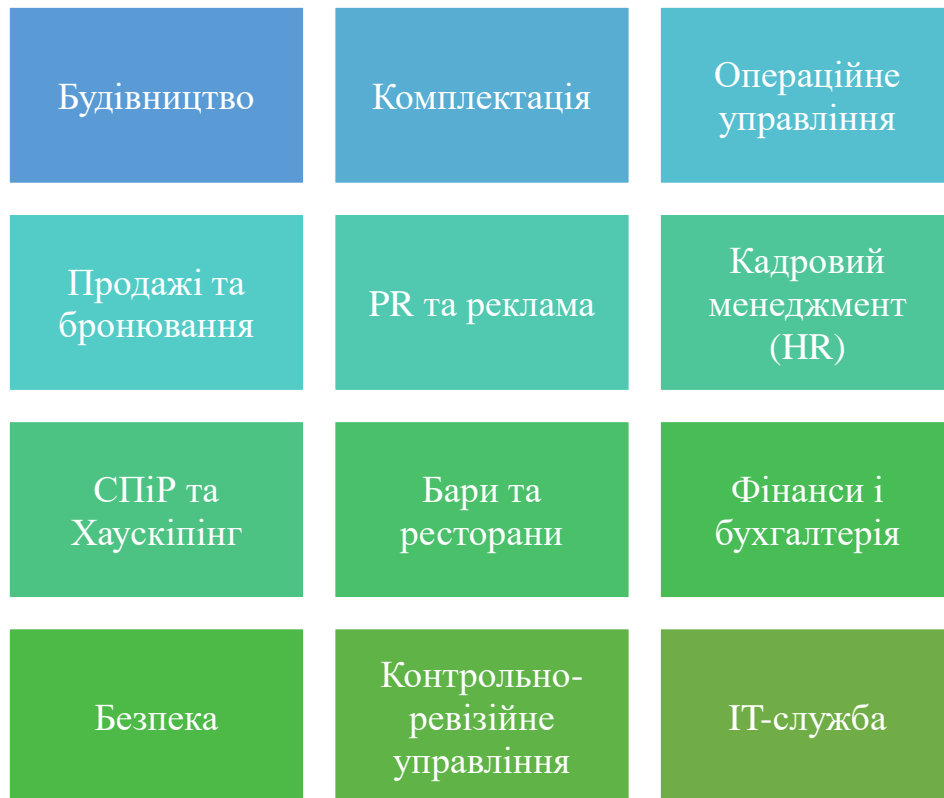 Будівництво
Комплектація
Операційне
управління
Продажі та
бронювання
PR та реклама
Кадровий
менеджмент
(HR)
СПіР та
Хаускіпінг
Бари та
ресторани
Фінанси і
бухгалтерія
Безпека
Контрольно-
ревізійне
управління
ІТ-служба